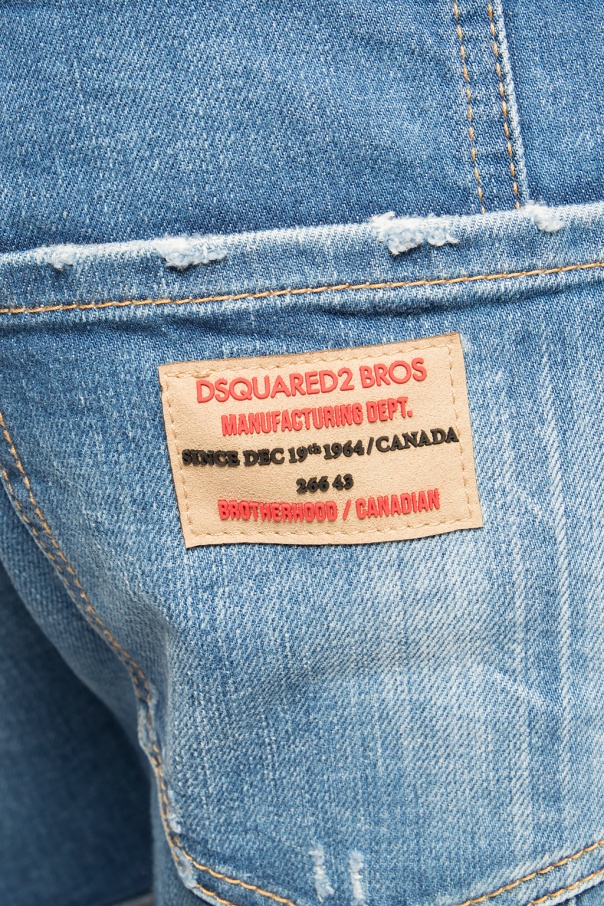 DSQUARED2 BROS
MANUFACTURING DEPT.
SINCE DEC 19th 1964/CANADA
266 43
BROTHERHOOD / CANADIAN